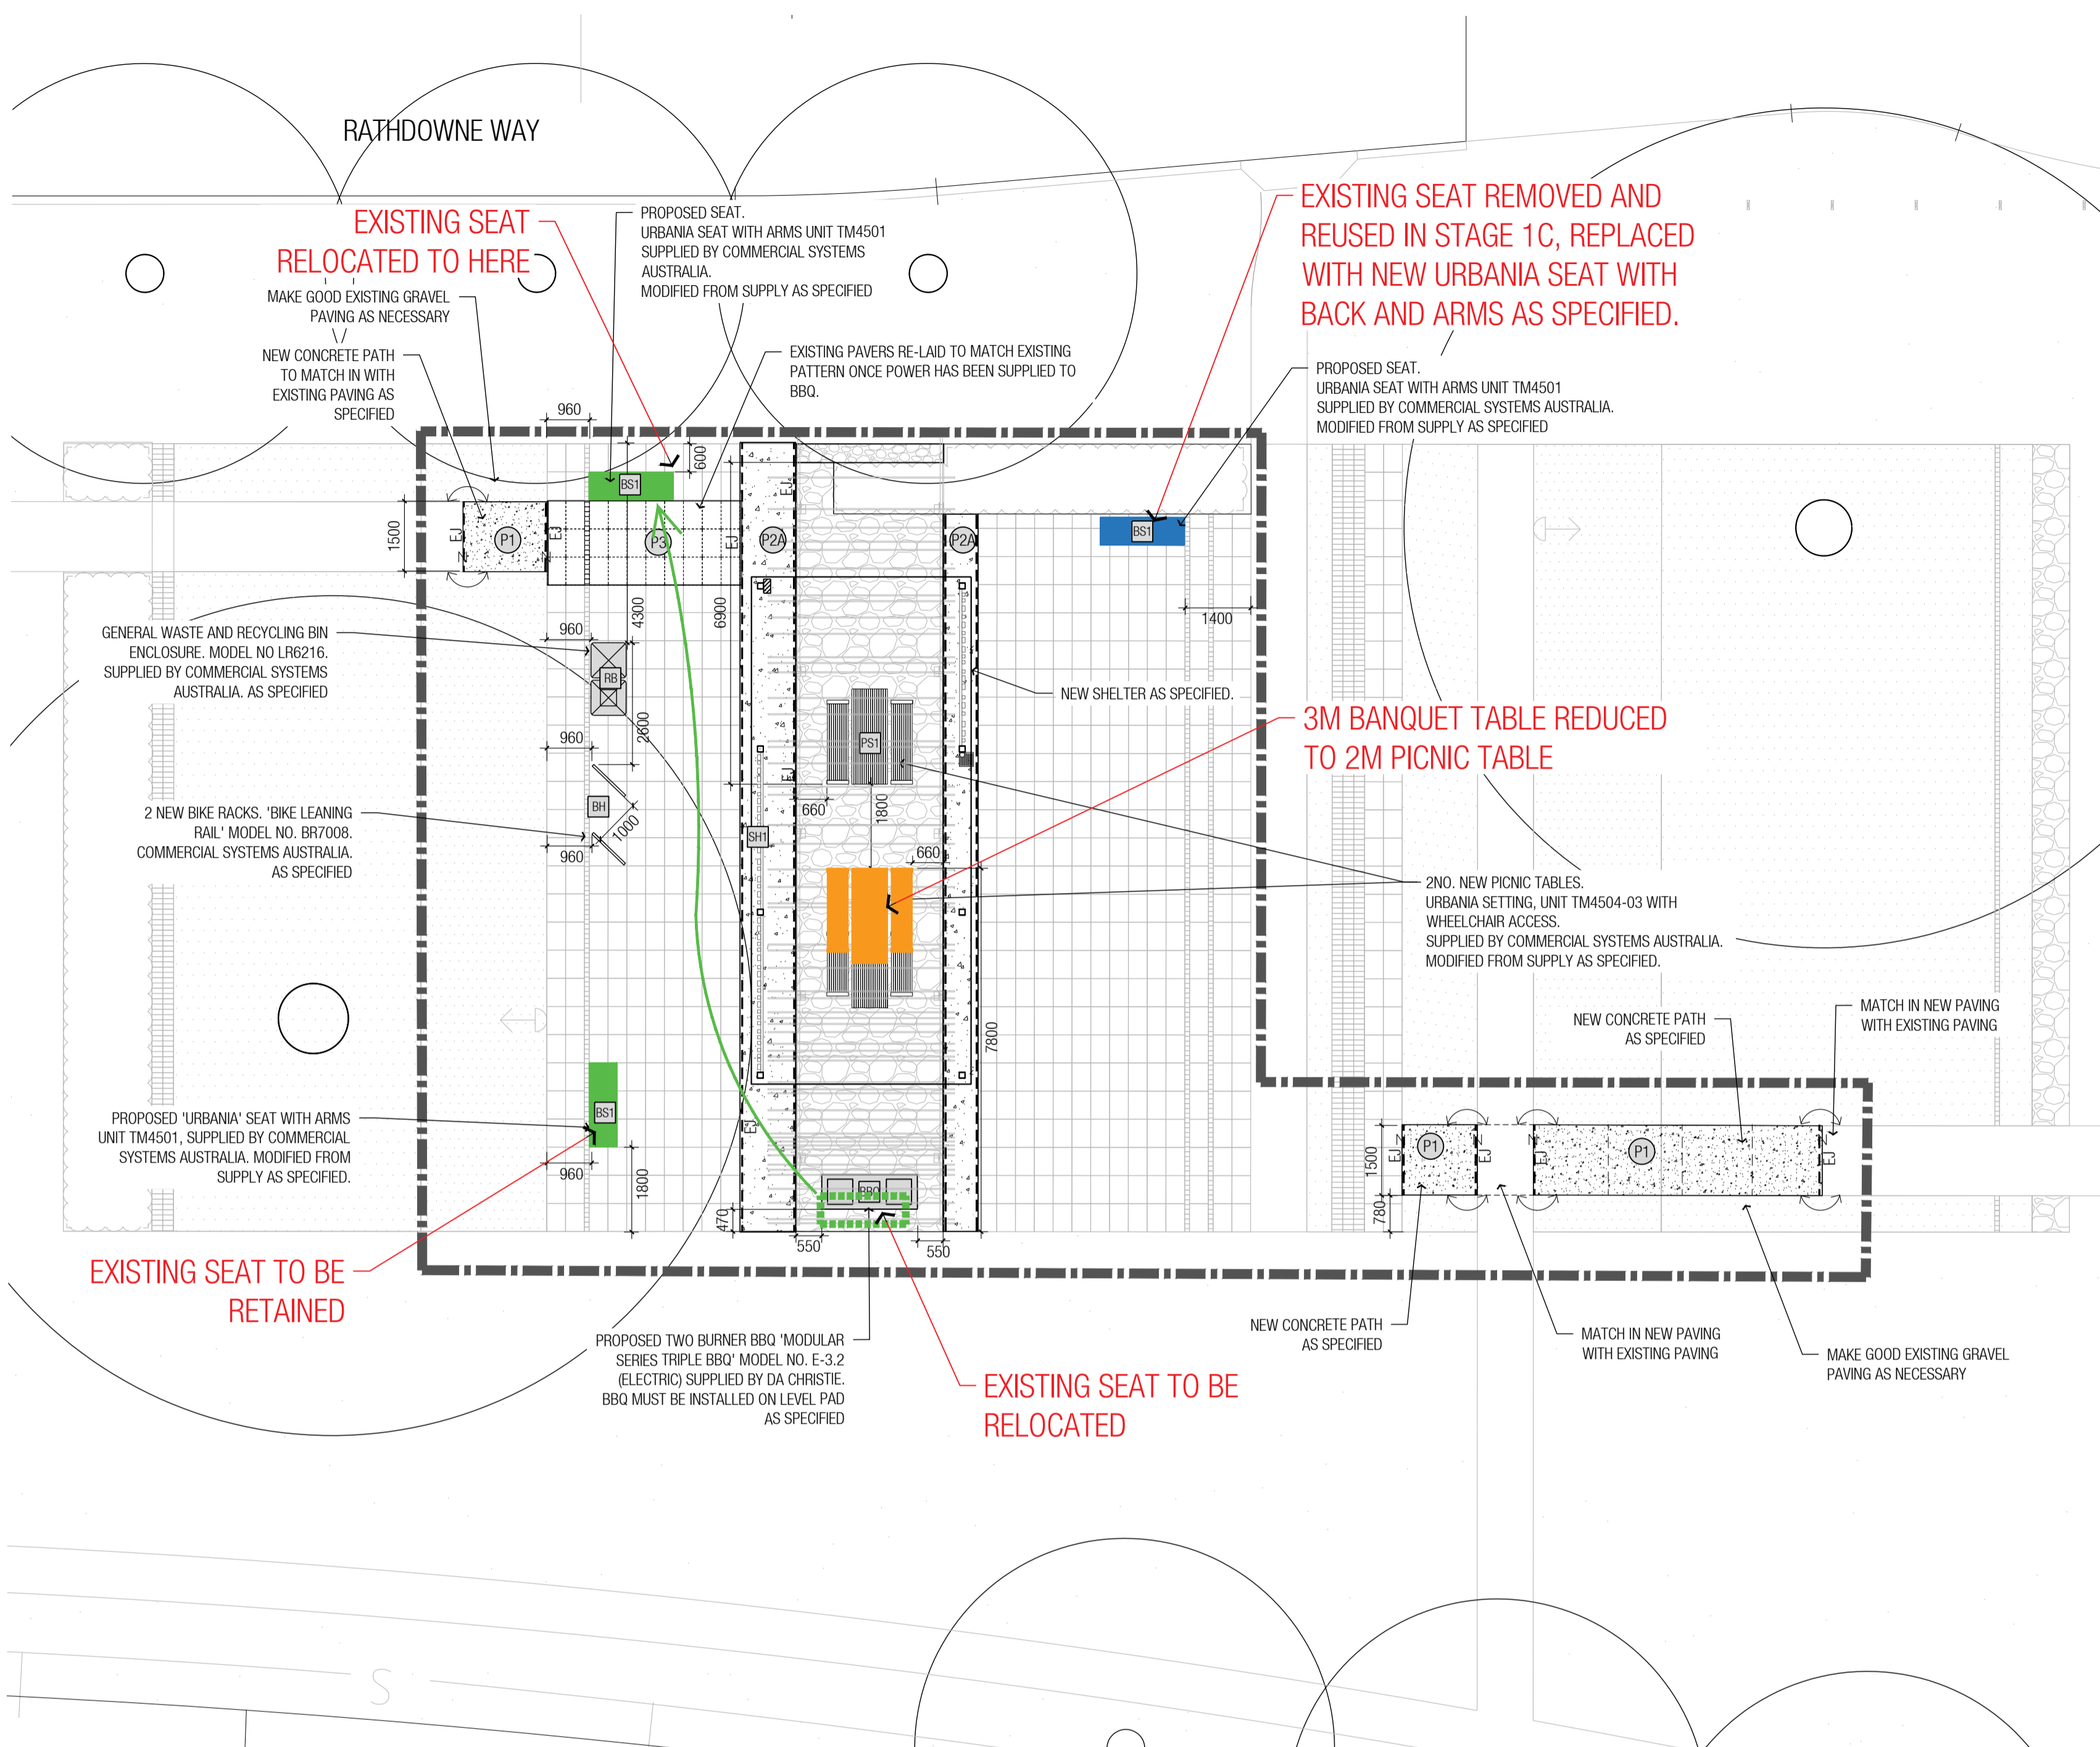 RATHDOWNE WAY
EXISTING SEAT
RELOCATED TO HERE
PROPOSED SEAT.
URBANIA SEAT WITH ARMS UNIT TM4501
SUPPLIED BY COMMERCIAL SYSTEMS
AUSTRALIA.
MODIFIED FROM SUPPLY AS SPECIFIED
EXISTING SEAT REMOVED AND
REUSED IN STAGE 1C, REPLACED
WITH NEW URBANIA SEAT WITH
BACK AND ARMS AS SPECIFIED.
MAKE GOOD EXISTING GRAVEL
PAVING AS NECESSARY
NEW CONCRETE PATH
TO MATCH IN WITH
EXISTING PAVING AS
SPECIFIED
EXISTING PAVERS RE-LAID TO MATCH EXISTING
PATTERN ONCE POWER HAS BEEN SUPPLIED TO
BBQ.
PROPOSED SEAT.
URBANIA SEAT WITH ARMS UNIT TM4501
SUPPLIED BY COMMERCIAL SYSTEMS AUSTRALIA.
MODIFIED FROM SUPPLY AS SPECIFIED
960
600
BS1
EJ
1500
EJ
P1
EJ
P3
EJ
P2A
P2A
BS1
1400
4300
6900
960
GENERAL WASTE AND RECYCLING BIN
ENCLOSURE. MODEL NO LR6216.
SUPPLIED BY COMMERCIAL SYSTEMS
AUSTRALIA. AS SPECIFIED
RB
2600
960
NEW SHELTER AS SPECIFIED.
3M BANQUET TABLE REDUCED
TO 2M PICNIC TABLE
PS1
EJ
660
1800
2 NEW BIKE RACKS. 'BIKE LEANING
RAIL' MODEL NO. BR7008.
COMMERCIAL SYSTEMS AUSTRALIA.
AS SPECIFIED
BH
1000
960
SH1
660
2NO. NEW PICNIC TABLES.
URBANIA SETTING, UNIT TM4504-03 WITH
WHEELCHAIR ACCESS.
SUPPLIED BY COMMERCIAL SYSTEMS AUSTRALIA.
MODIFIED FROM SUPPLY AS SPECIFIED.
7800
NEW CONCRETE PATH
AS SPECIFIED
MATCH IN NEW PAVING
WITH EXISTING PAVING
PROPOSED 'URBANIA' SEAT WITH ARMS
UNIT TM4501, SUPPLIED BY COMMERCIAL
SYSTEMS AUSTRALIA. MODIFIED FROM
SUPPLY AS SPECIFIED.
BS1
960
1800
EJ
BBQ
470
550
550
1500
780
EJ
P1
EJ
EJ
P1
EJ
EXISTING SEAT TO BE
RETAINED
PROPOSED TWO BURNER BBQ 'MODULAR
SERIES TRIPLE BBQ' MODEL NO. E-3.2
(ELECTRIC) SUPPLIED BY DA CHRISTIE.
BBQ MUST BE INSTALLED ON LEVEL PAD
AS SPECIFIED
EXISTING SEAT TO BE
RELOCATED
NEW CONCRETE PATH
AS SPECIFIED
MATCH IN NEW PAVING
WITH EXISTING PAVING
MAKE GOOD EXISTING GRAVEL
PAVING AS NECESSARY
S